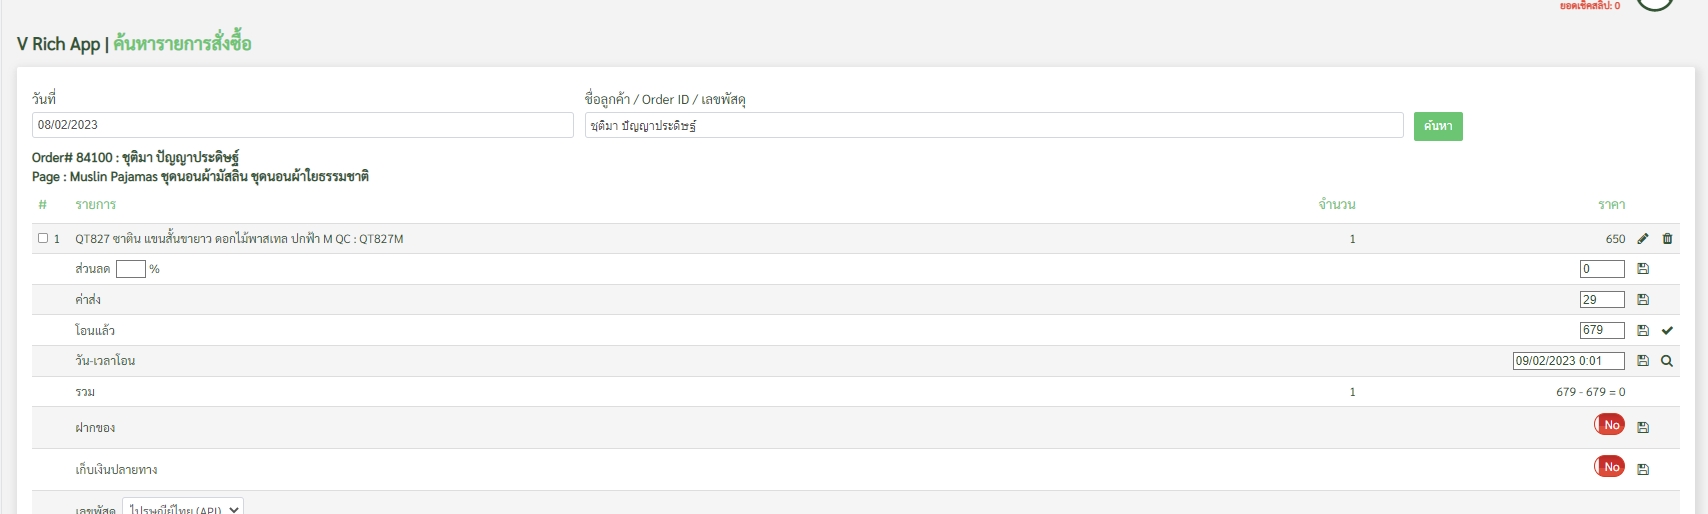 ยอดเช็คสลิป: 0
V Rich App | ค้นหารายการสั่งซื้อ
วันที่ ชื่อลูกค้า / Order ID / เลขพัสดุ
08/02/2023 ชุติมา ปัญญาประดิษฐ์ ค้นหา
Order# 84100 : ชุติมา ปัญญาประดิษฐ์
Page : Muslin Pajamas ชุดนอนผ้ามัสลิน ชุดนอนผ้าใยธรรมชาติ
# รายการ จำนวน ราคา
1 QT827 ซาติน แขนสั้นขายาว ดอกไม้พาสเทล ปกฟ้า M QC : QT827M 1 650
ส่วนลด % 0
ค่าส่ง 29
โอนแล้ว 679
วัน-เวลาโอน 09/02/2023 0:01
รวม 1 679 - 679 = 0
ฝากของ No
เก็บเงินปลายทาง No
เลขพัสดุ ไปรษณีย์ไทย (API)